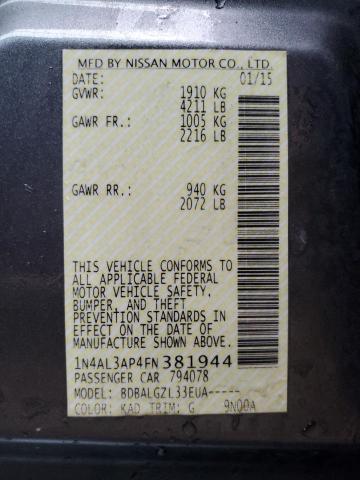 MFD BY NISSAN MOTOR CO., LTD.
DATE: 01/15
GVWR: 1910 KG
4211 LB
GAWR FR.: 1005 KG
2216 LB
GAWR RR.: 940 KG
2072 LB
THIS VEHICLE CONFORMS TO
ALL APPLICABLE FEDERAL
MOTOR VEHICLE SAFETY,
BUMPER, AND THEFT
PREVENTION STANDARDS IN
EFFECT ON THE DATE OF
MANUFACTURE SHOWN ABOVE.
1N4AL3AP4FN381944
PASSENGER CAR 794078
MODEL: BDBALGZL33EUA-----
COLOR: KAD TRIM: G 9N00A